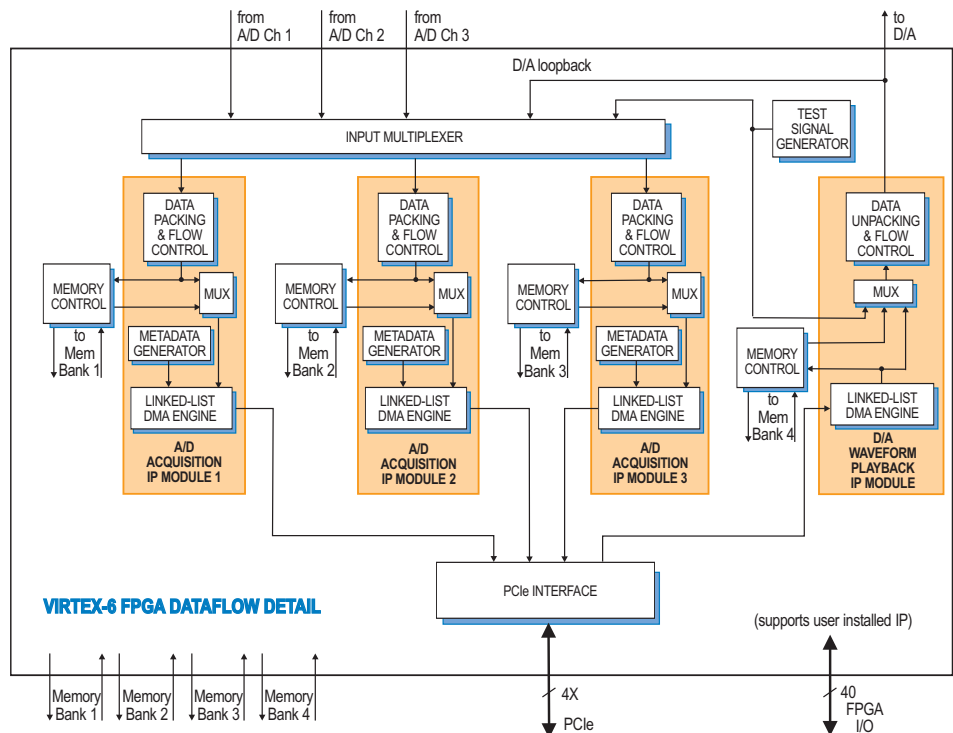 from
A/D Ch 1
from
A/D Ch 2
from
A/D Ch 3
to
D/A
D/A loopback
INPUT MULTIPLEXER
TEST
SIGNAL
GENERATOR
DATA
PACKING
& FLOW
CONTROL
MEMORY
CONTROL
MUX
to
Mem
Bank 1
METADATA
GENERATOR
LINKED-LIST
DMA ENGINE
A/D
ACQUISITION
IP MODULE 1
DATA
PACKING
& FLOW
CONTROL
MEMORY
CONTROL
MUX
to
Mem
Bank 2
METADATA
GENERATOR
LINKED-LIST
DMA ENGINE
A/D
ACQUISITION
IP MODULE 2
DATA
PACKING
& FLOW
CONTROL
MEMORY
CONTROL
MUX
to
Mem
Bank 3
METADATA
GENERATOR
LINKED-LIST
DMA ENGINE
A/D
ACQUISITION
IP MODULE 3
DATA
UNPACKING
& FLOW
CONTROL
MUX
MEMORY
CONTROL
to
Mem
Bank 4
LINKED-LIST
DMA ENGINE
D/A
WAVEFORM
PLAYBACK
IP MODULE
PCIe INTERFACE
VIRTEX-6 FPGA DATAFLOW DETAIL
(supports user installed IP)
Memory
Bank 1
Memory
Bank 2
Memory
Bank 3
Memory
Bank 4
4X
PCIe
40
FPGA
I/O